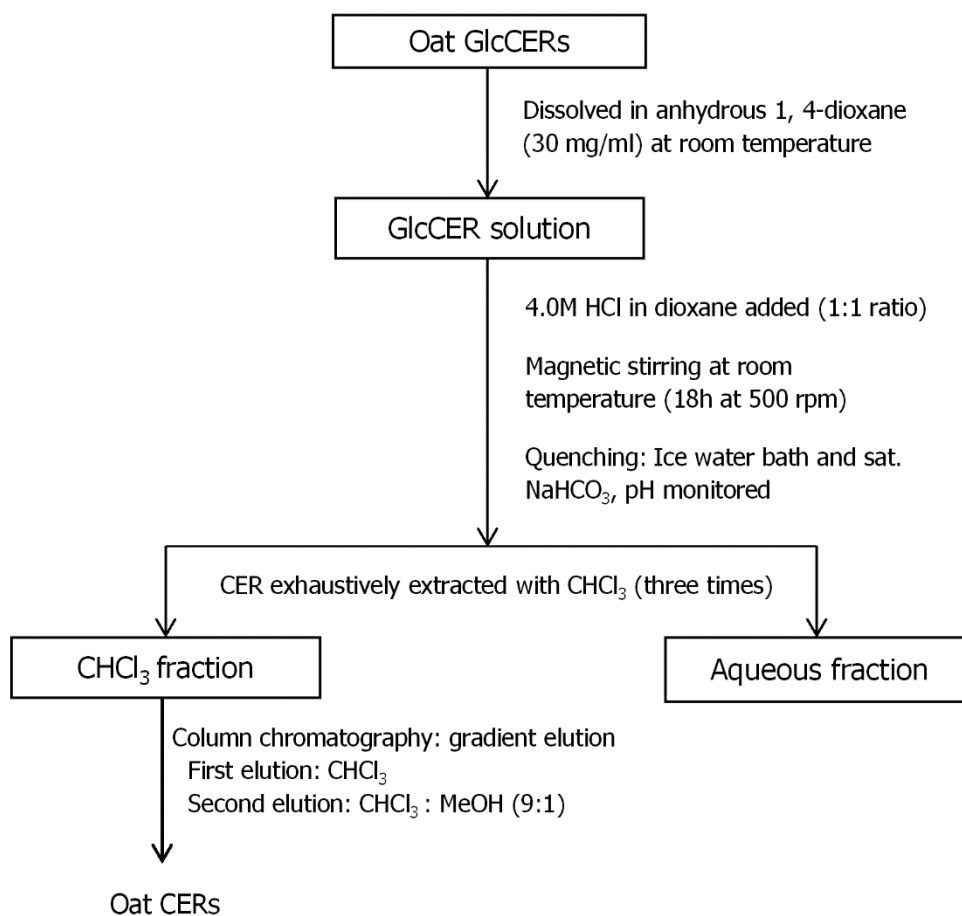 Oat GlcCERs
Dissolved in anhydrous 1, 4-dioxane
(30 mg/ml) at room temperature
GlcCER solution
4.0M HCl in dioxane added (1:1 ratio)
Magnetic stirring at room
temperature (18h at 500 rpm)
Quenching: Ice water bath and sat.
NaHCO₃, pH monitored
CER exhaustively extracted with CHCl₃ (three times)
CHCl₃ fraction
Aqueous fraction
Column chromatography: gradient elution
First elution: CHCl₃
Second elution: CHCl₃ : MeOH (9:1)
Oat CERs